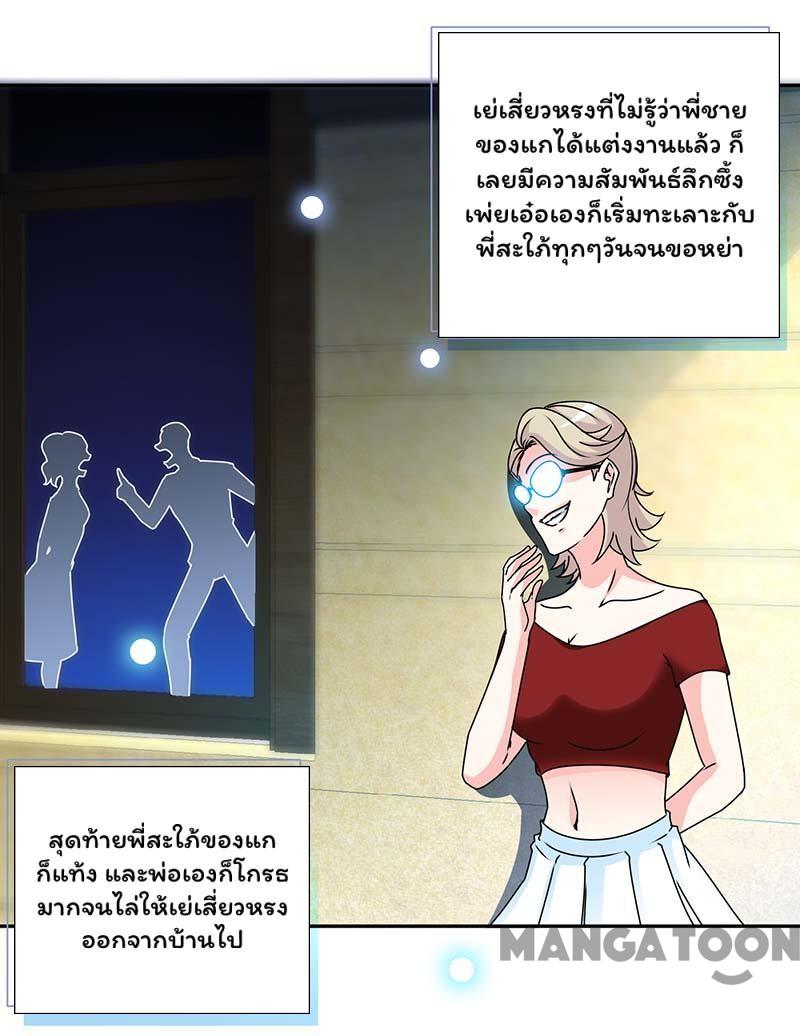 เย่เสี่ยวหรงที่ไม่รู้ว่าพี่ชาย
ของแกได้แต่งงานแล้ว ก็
เลยมีความสัมพันธ์ลึกซึ้ง
เพ่ยเอ๋อเองก็เริ่มทะเลาะกับ
พี่สะใภ้ทุกๆวันจนขอหย่า
สุดท้ายพี่สะใภ้ของแก
ก็แท้ง และพ่อเองก็โกรธ
มากจนไล่ให้เย่เสี่ยวหรง
ออกจากบ้านไป
MANGATOON